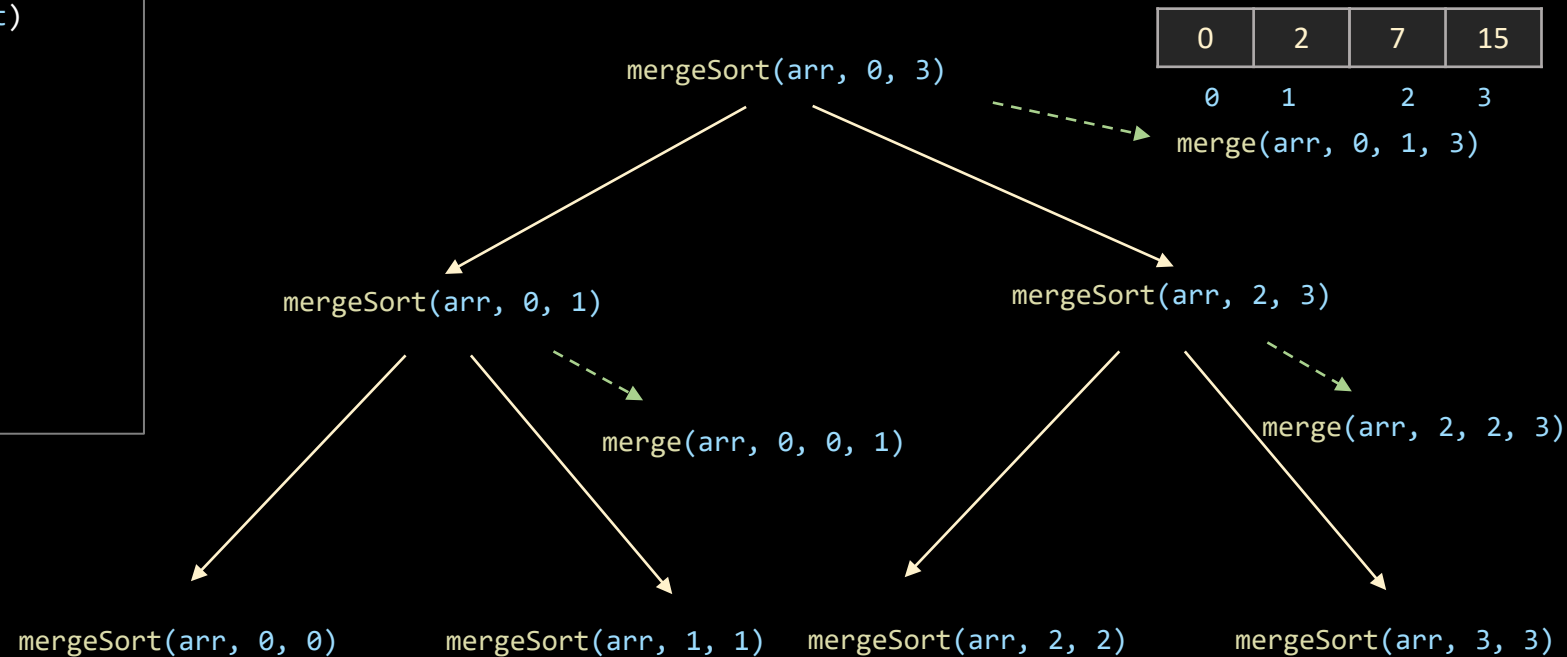 t)
0 2 7 15
mergeSort(arr, 0, 3)
0 1 2 3
merge(arr, 0, 1, 3)
mergeSort(arr, 0, 1)
mergeSort(arr, 2, 3)
merge(arr, 0, 0, 1)
merge(arr, 2, 2, 3)
mergeSort(arr, 0, 0)
mergeSort(arr, 1, 1)
mergeSort(arr, 2, 2)
mergeSort(arr, 3, 3)